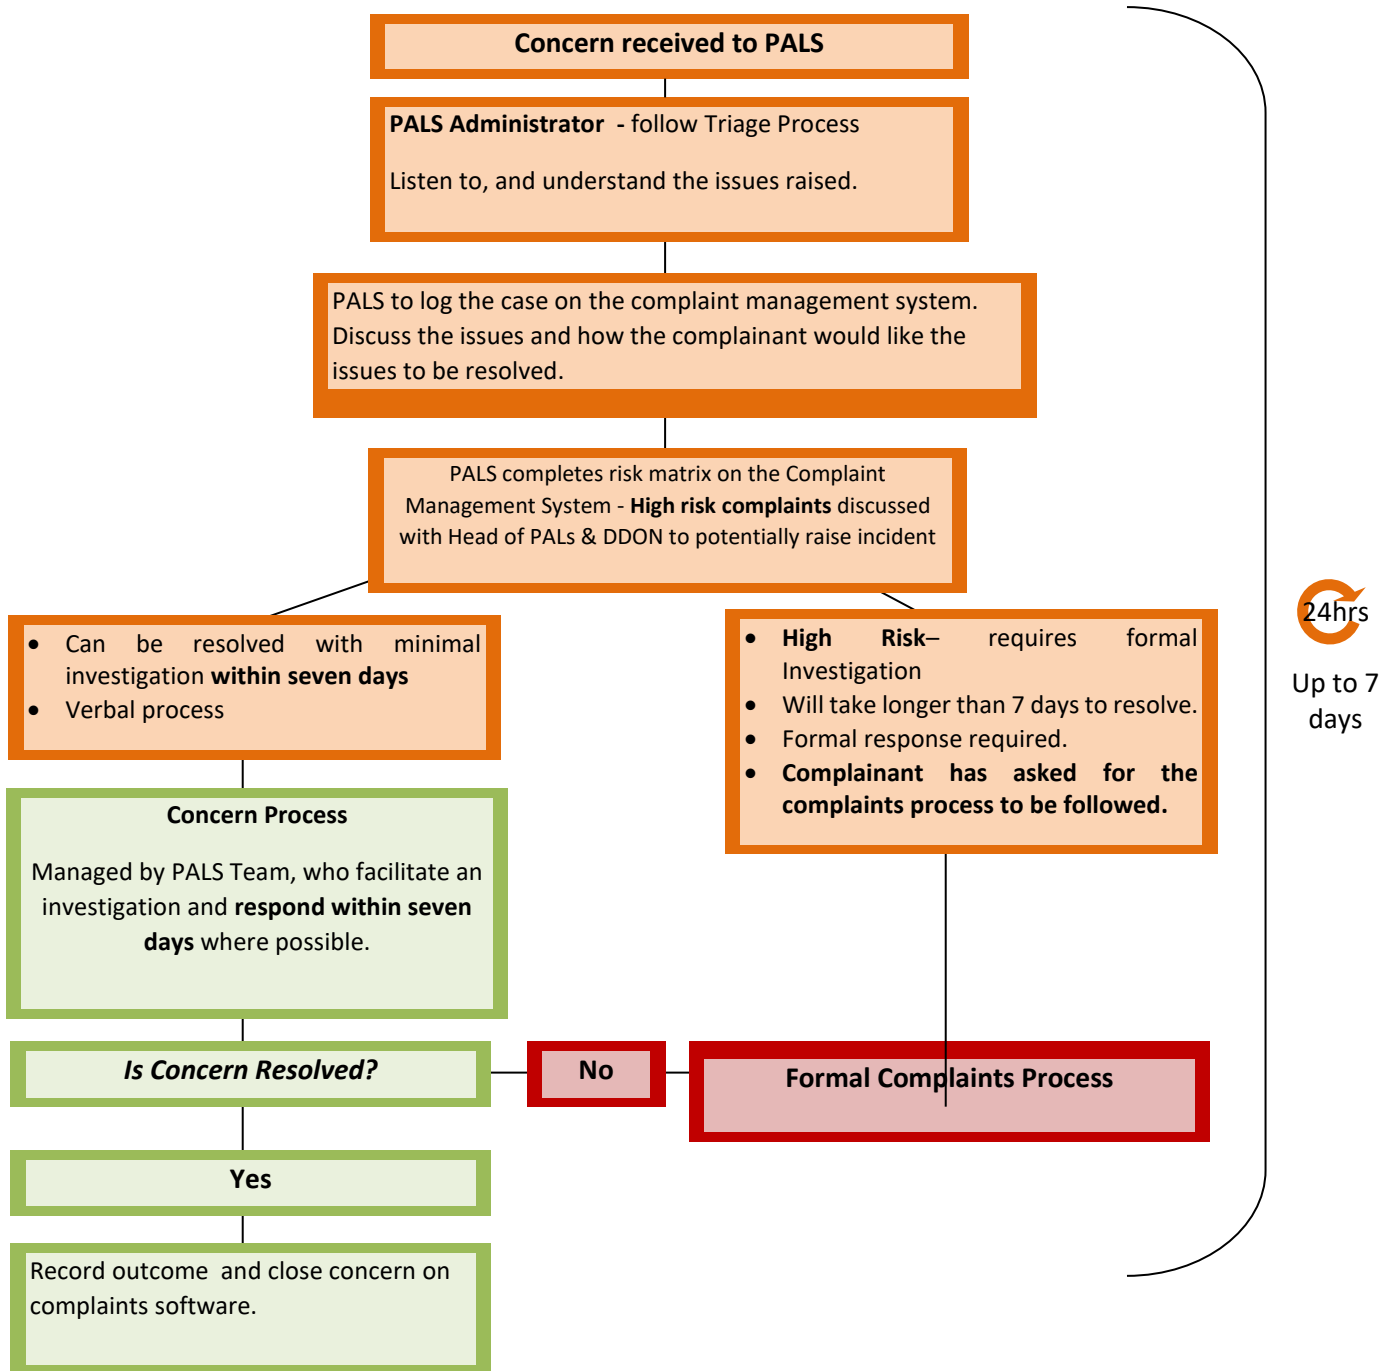 Concern received to PALS
PALS Administrator - follow Triage Process
Listen to, and understand the issues raised.
PALS to log the case on the complaint management system.
Discuss the issues and how the complainant would like the
issues to be resolved.
PALS completes risk matrix on the Complaint
Management System - High risk complaints discussed
with Head of PALs & DDON to potentially raise incident
• Can be resolved with minimal
investigation within seven days
• Verbal process
• High Risk– requires formal
Investigation
• Will take longer than 7 days to resolve.
• Formal response required.
• Complainant has asked for the
complaints process to be followed.
24hrs
Up to 7
days
Concern Process
Managed by PALS Team, who facilitate an
investigation and respond within seven
days where possible.
Is Concern Resolved?
No
Formal Complaints Process
Yes
Record outcome and close concern on
complaints software.